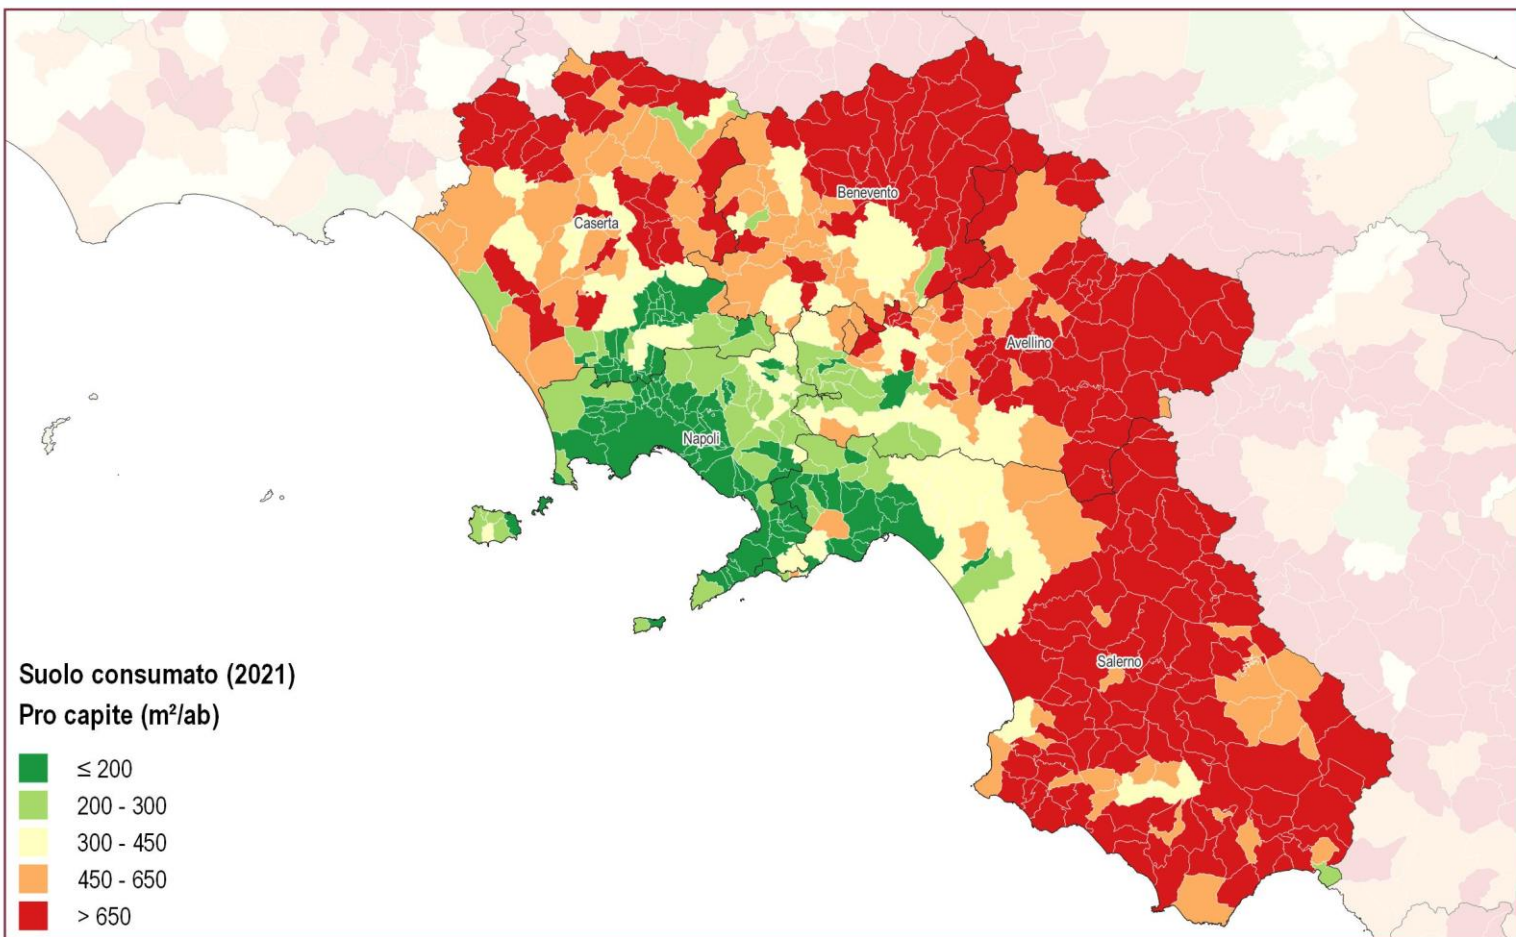 Benevento
Caserta
Avellino
Napoli
Salerno
Suolo consumato (2021)
Pro capite (m²/ab)
≤ 200
200 - 300
300 - 450
450 - 650
> 650